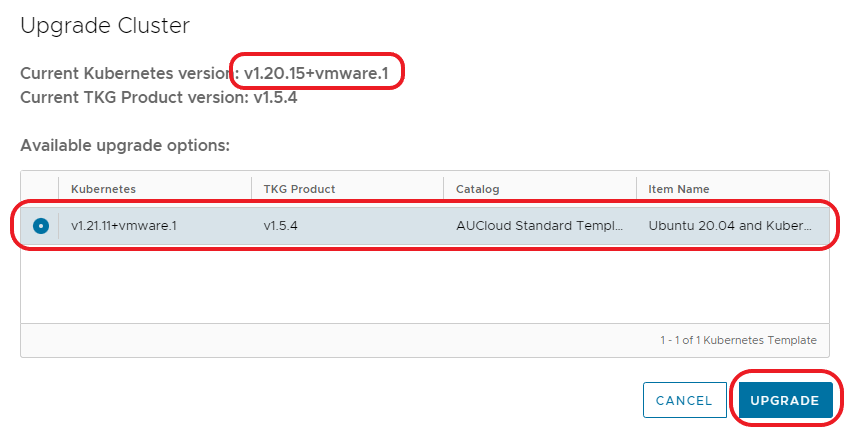 Upgrade Cluster
Current Kubernetes version: v1.20.15+vmware.1
Current TKG Product version: v1.5.4
Available upgrade options:
Kubernetes TKG Product Catalog Item Name
v1.21.11+vmware.1 v1.5.4 AUCloud Standard Templ... Ubuntu 20.04 and Kuber...
1 - 1 of 1 Kubernetes Template
CANCEL UPGRADE